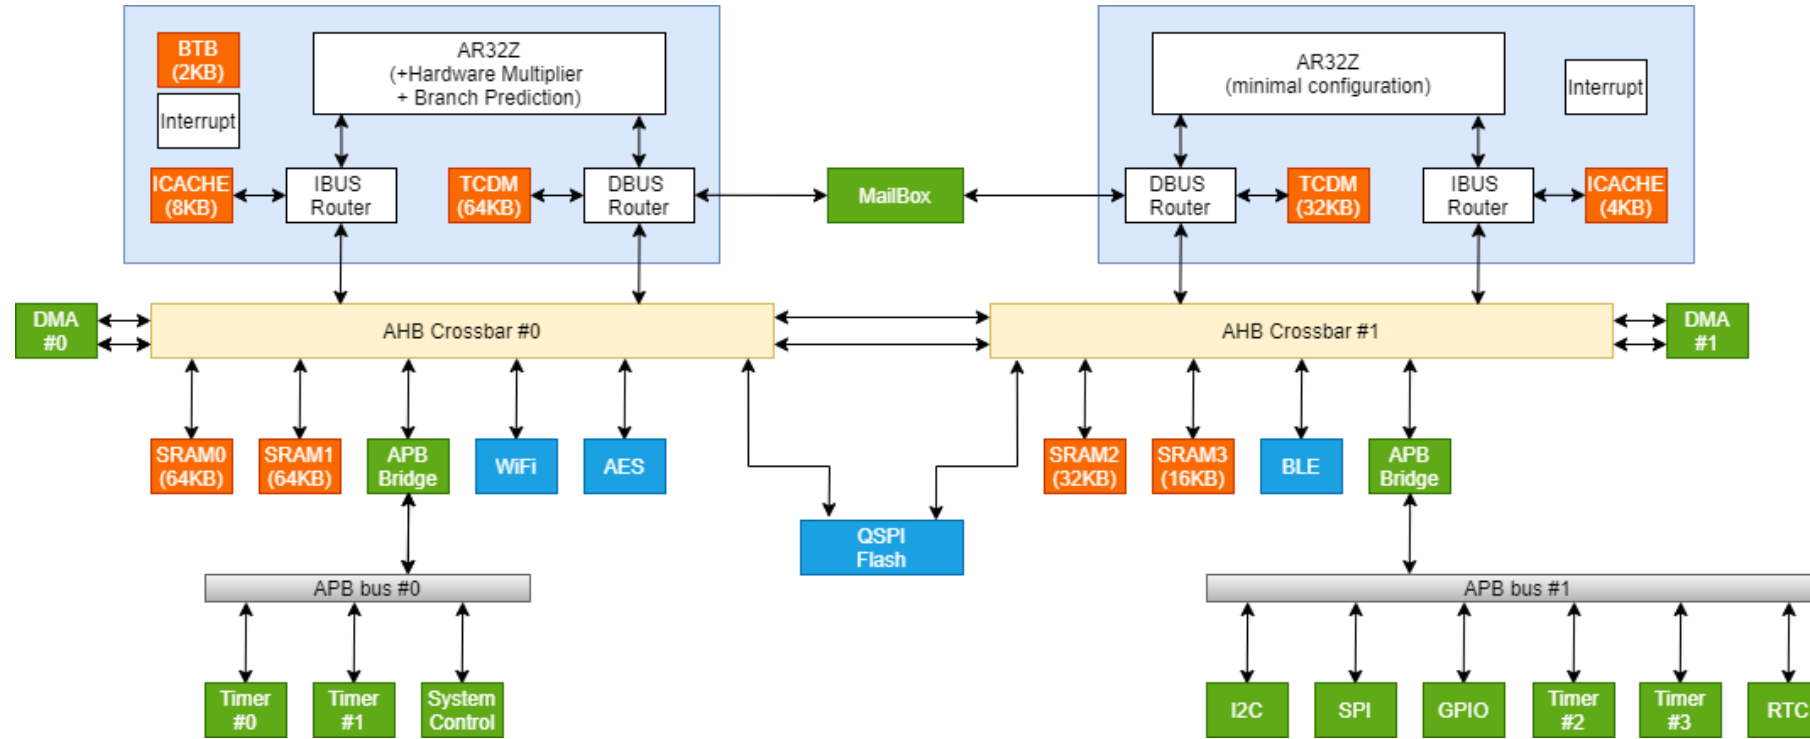 BTB
(2KB)
Interrupt
AR32Z
(+Hardware Multiplier
+ Branch Prediction)
ICACHE
(8KB)
IBUS
Router
TCDM
(64KB)
DBUS
Router
MailBox
AR32Z
(minimal configuration)
Interrupt
DBUS
Router
TCDM
(32KB)
IBUS
Router
ICACHE
(4KB)
DMA
#0
AHB Crossbar #0
AHB Crossbar #1
DMA
#1
SRAM0
(64KB)
SRAM1
(64KB)
APB
Bridge
WiFi
AES
QSPI
Flash
SRAM2
(32KB)
SRAM3
(16KB)
BLE
APB
Bridge
APB bus #0
APB bus #1
Timer
#0
Timer
#1
System
Control
I2C
SPI
GPIO
Timer
#2
Timer
#3
RTC